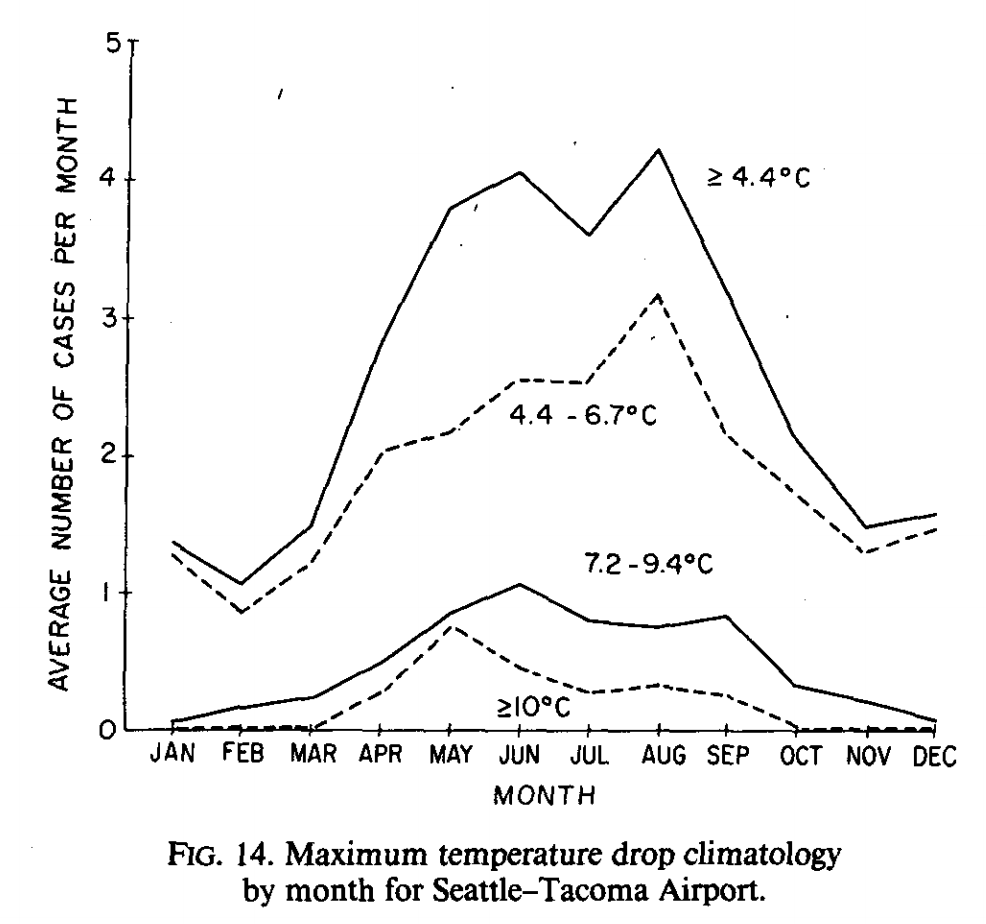 5
4
3
2
1
0
AVERAGE NUMBER OF CASES PER MONTH
≥ 4.4°C
4.4 - 6.7°C
7.2-9.4°C
≥10°C
JAN FEB MAR APR MAY JUN JUL AUG SEP OCT NOV DEC
MONTH
FIG. 14. Maximum temperature drop climatology
by month for Seattle–Tacoma Airport.